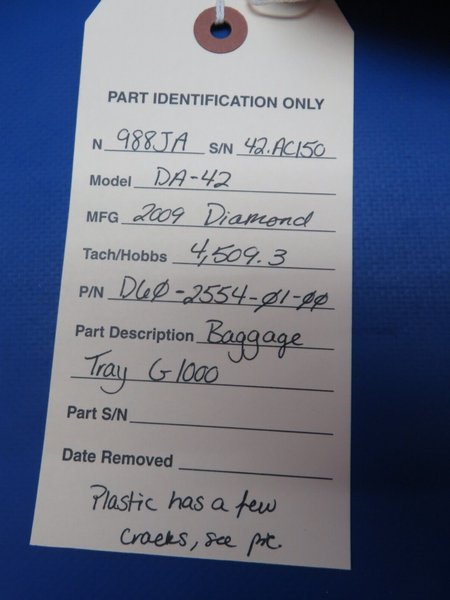 PART IDENTIFICATION ONLY
N 988JA S/N 42.AC150
Model DA-42
MFG 2009 Diamond
Tach/Hobbs 4,509.3
P/N D60-2554-01-00
Part Description Baggage
Tray G1000
Part S/N
Date Removed
Plastic has a few
cracks, see pic.